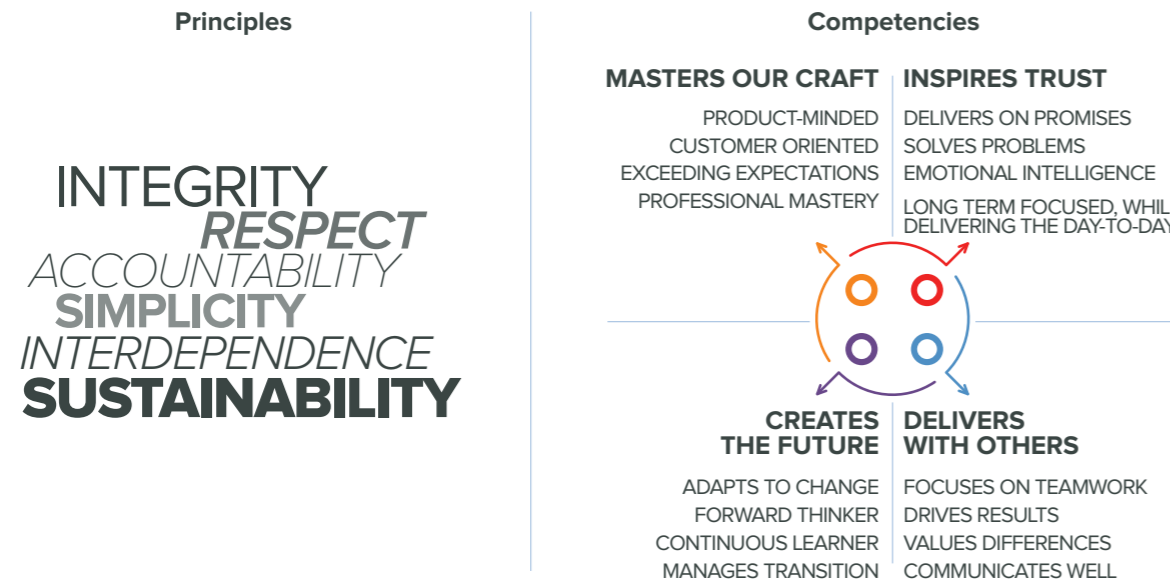 Principles
INTEGRITY
RESPECT
ACCOUNTABILITY
SIMPLICITY
INTERDEPENDENCE
SUSTAINABILITY
Competencies
MASTERS OUR CRAFT
PRODUCT-MINDED
CUSTOMER ORIENTED
EXCEEDING EXPECTATIONS
PROFESSIONAL MASTERY
INSPIRES TRUST
DELIVERS ON PROMISES
SOLVES PROBLEMS
EMOTIONAL INTELLIGENCE
LONG TERM FOCUSED, WHIL
DELIVERING THE DAY-TO-DAY
CREATES
THE FUTURE
ADAPTS TO CHANGE
FORWARD THINKER
CONTINUOUS LEARNER
MANAGES TRANSITION
DELIVERS
WITH OTHERS
FOCUSES ON TEAMWORK
DRIVES RESULTS
VALUES DIFFERENCES
COMMUNICATES WELL